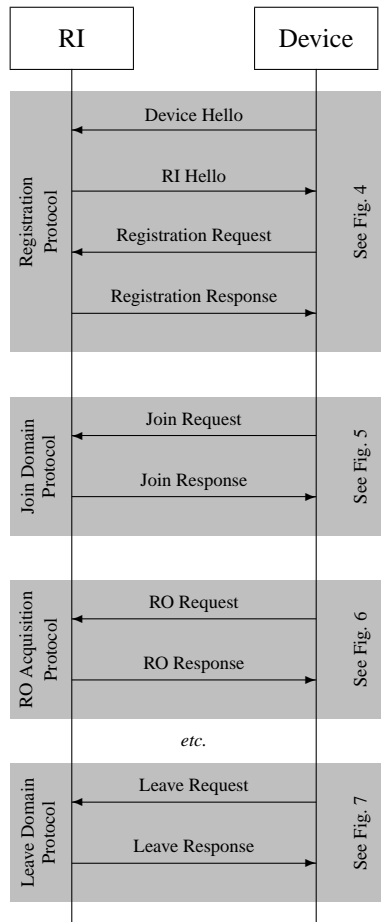 RI
Device
Registration
Protocol
Device Hello
RI Hello
Registration Request
Registration Response
See Fig. 4
Join Domain
Protocol
Join Request
Join Response
See Fig. 5
RO Acquisition
Protocol
RO Request
RO Response
See Fig. 6
etc.
Leave Domain
Protocol
Leave Request
Leave Response
See Fig. 7